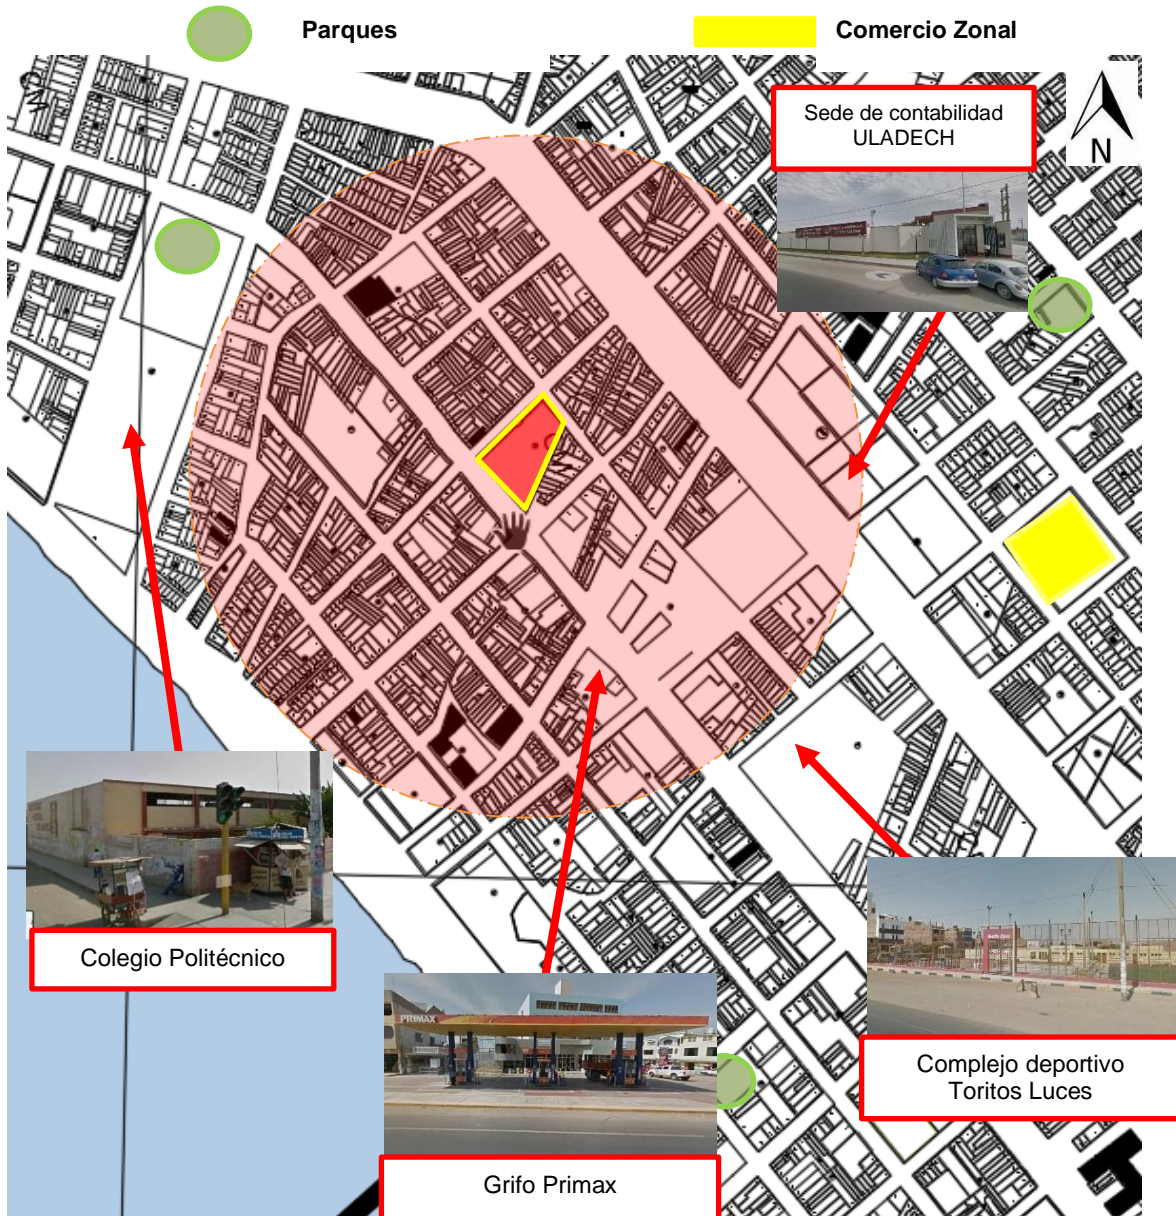 Parques
Comercio Zonal
Sede de contabilidad
ULADECH
N
Colegio Politécnico
PRIMAX
Grifo Primax
Complejo deportivo
Toritos Luces